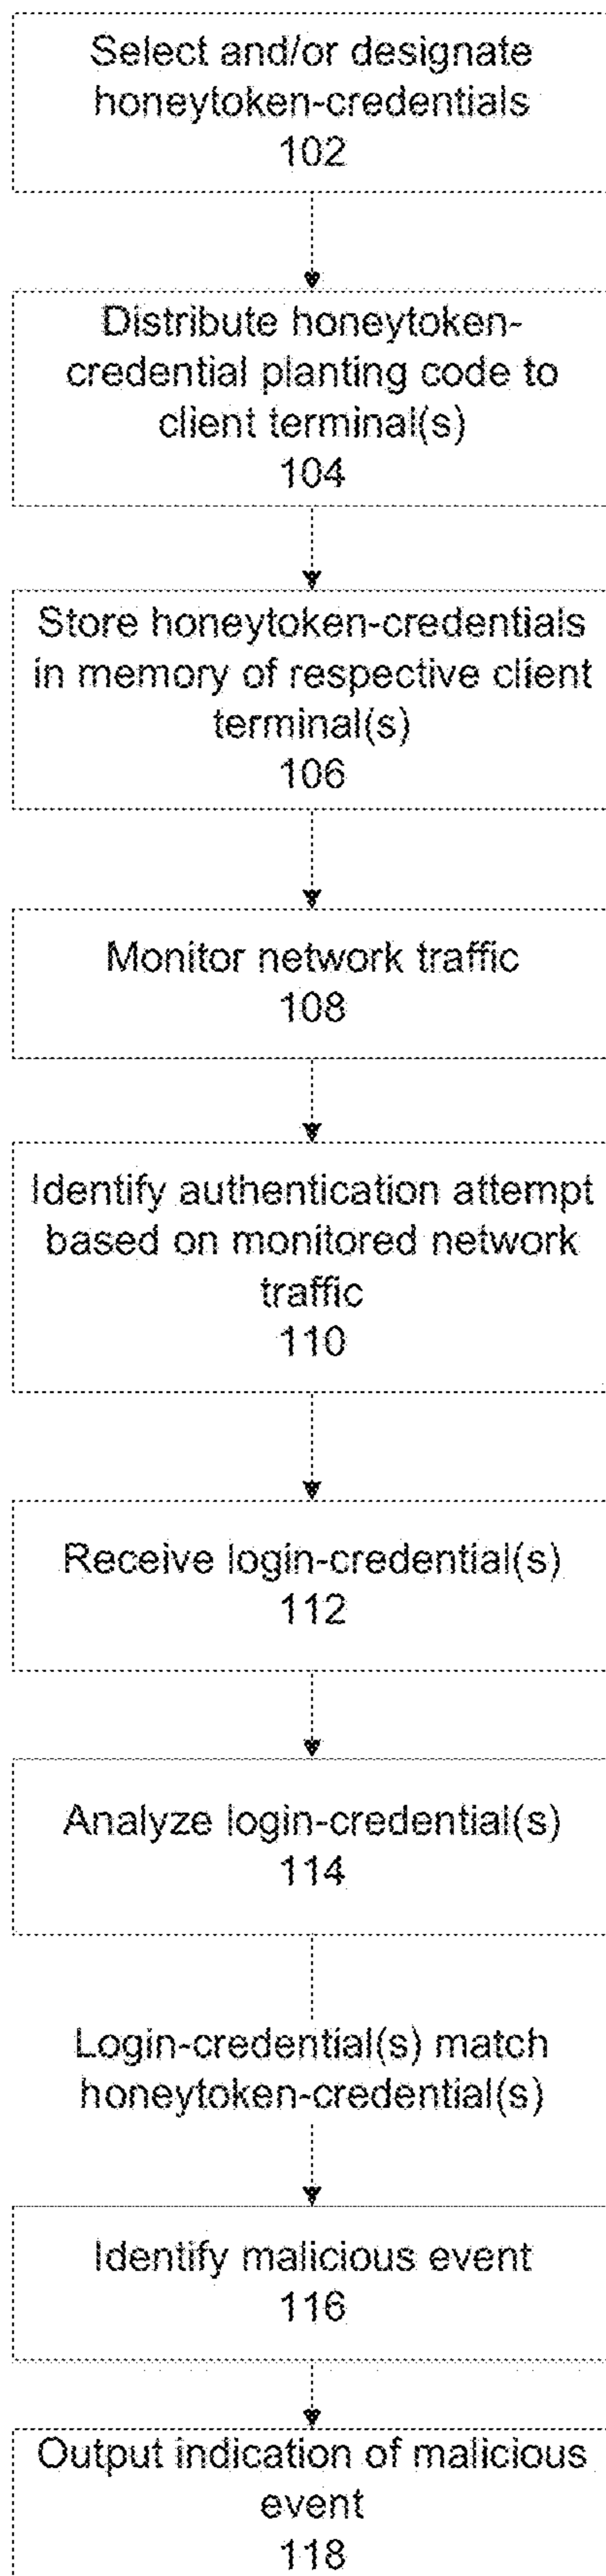 Select and/or designate
honeytoken-credentials
102
Distribute honeytoken-
credential planting code to
client terminal(s)
104
Store honeytoken-credentials
in memory of respective client
terminal(s)
106
Monitor network traffic
108
Identify authentication attempt
based on monitored network
traffic
110
Receive login-credential(s)
112
Analyze login-credential(s)
114
Login-credential(s) match
honeytoken-credential(s)
Identify malicious event
116
Output indication of malicious
event
118